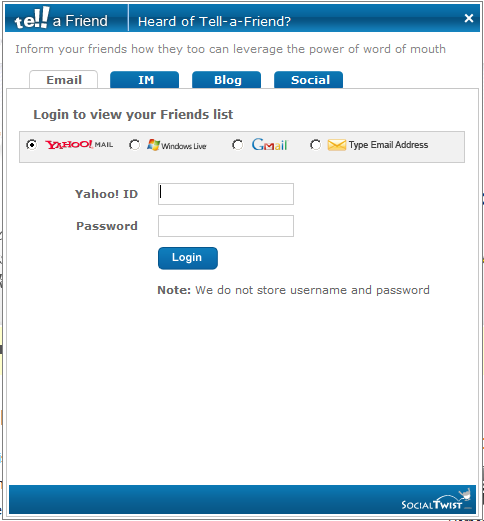 tell a Friend Heard of Tell-a-Friend?
Inform your friends how they too can leverage the power of word of mouth
Email IM Blog Social
Login to view your Friends list
YAHOO! MAIL Windows Live Gmail Type Email Address
Yahoo! ID
Password
Login
Note: We do not store username and password
SOCIALTWIST